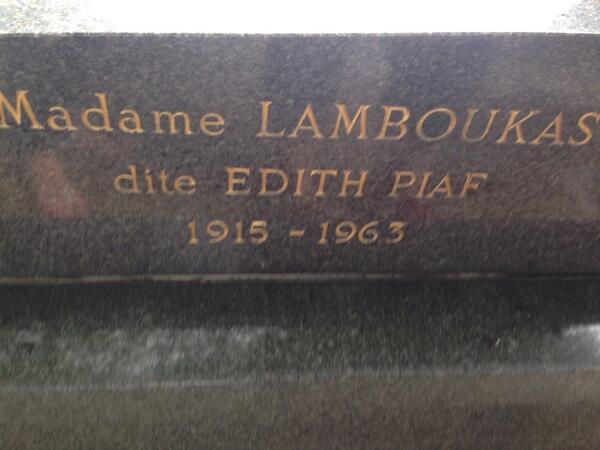 Madame LAMBOUKAS
dite EDITH PIAF
1915 - 1963